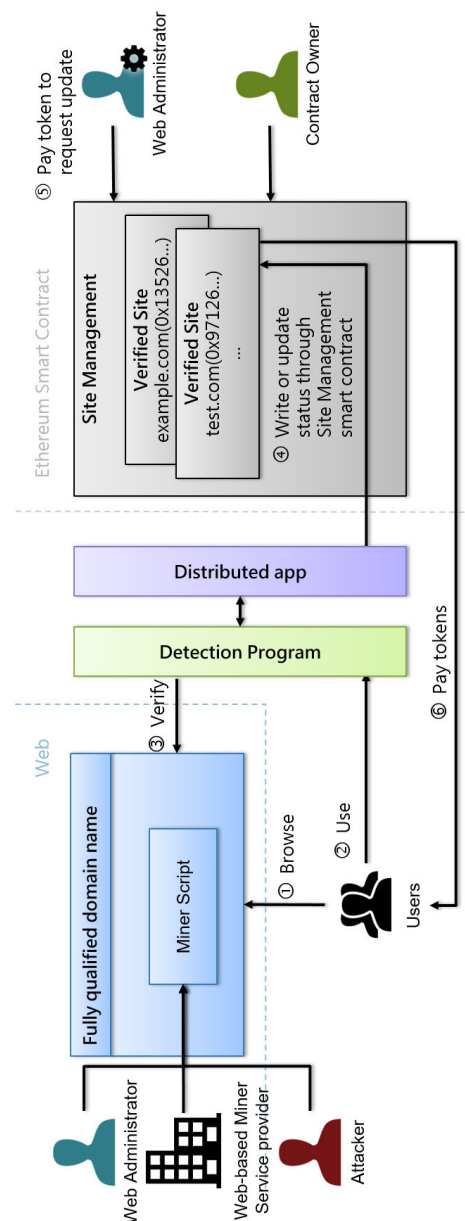 Web
Ethereum Smart Contract
Web Administrator
Web-based Miner
Service provider
Attacker
Fully qualified domain name
Miner Script
① Browse
② Use
Users
③ Verify
Detection Program
Distributed app
Site Management
Verified Site
example.com(0x13526...)
Verified Site
test.com(0x97126...)
...
④ Write or update
status through
Site Management
smart contract
⑤ Pay token to
request update
Web Administrator
Contract Owner
⑥ Pay tokens